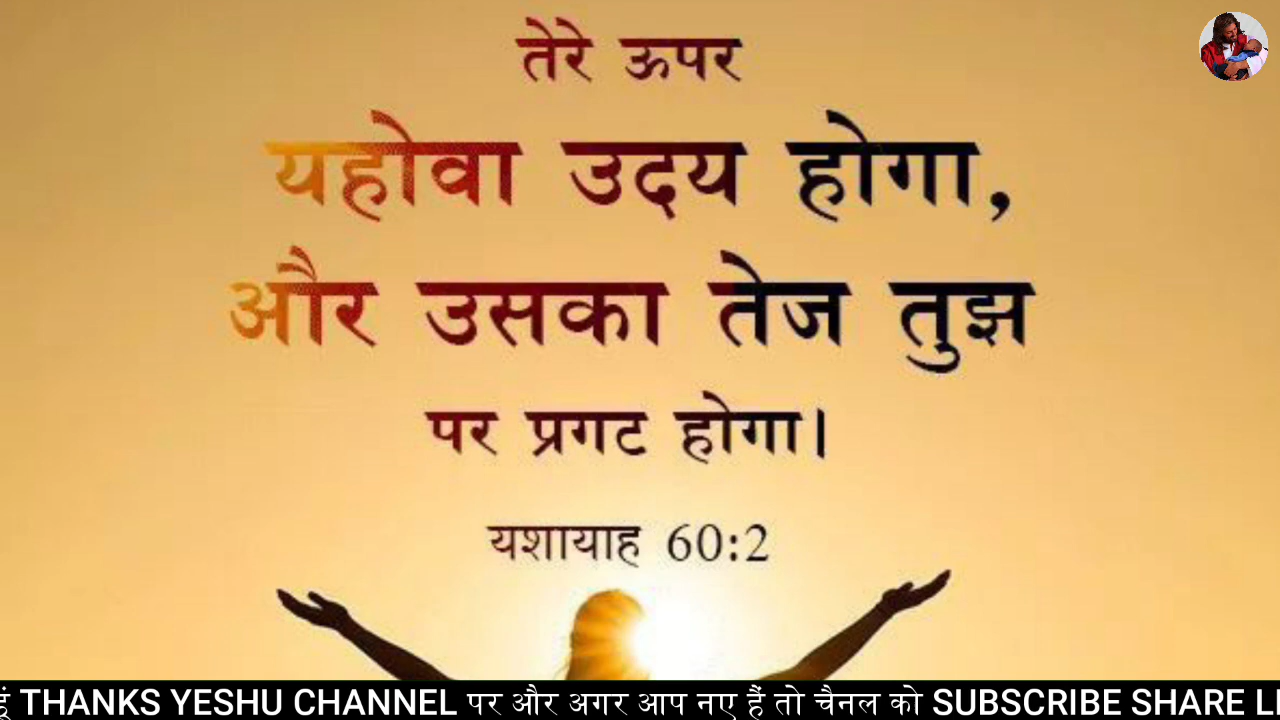 तेरे ऊपर
यहोवा उदय होगा,
और उसका तेज तुझ
पर प्रगट होगा।
यशायाह 60:2
THANKS YESHU CHANNEL पर और अगर आप नए हैं तो चैनल को SUBSCRIBE SHARE